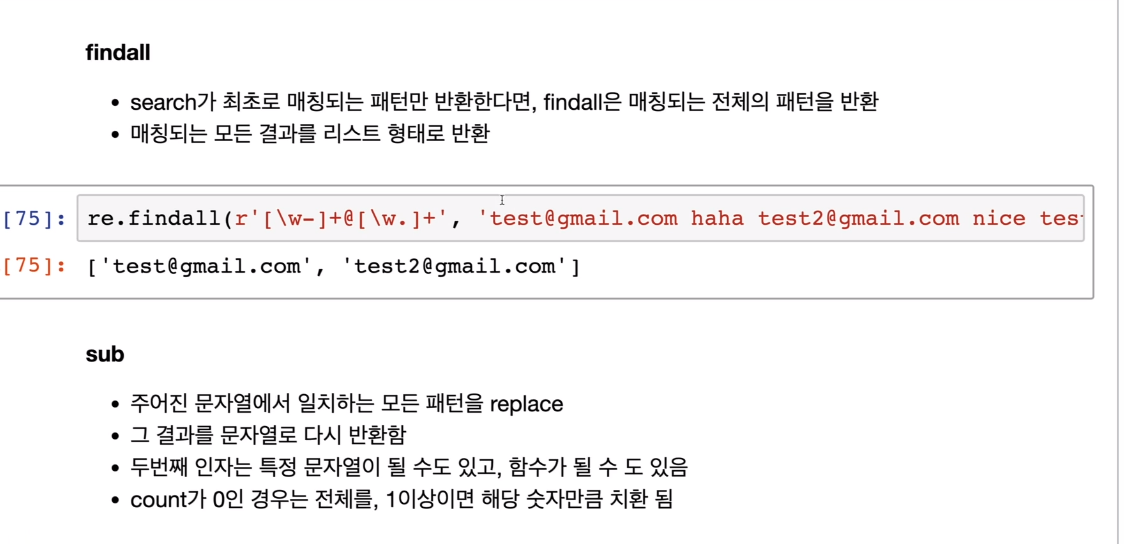 findall
• search가 최초로 매칭되는 패턴만 반환한다면, findall은 매칭되는 전체의 패턴을 반환
• 매칭되는 모든 결과를 리스트 형태로 반환
[75]: re.findall(r'[\w-]+@[\w.]+', 'test@gmail.com haha test2@gmail.com nice tes
[75]: ['test@gmail.com', 'test2@gmail.com']
sub
• 주어진 문자열에서 일치하는 모든 패턴을 replace
• 그 결과를 문자열로 다시 반환함
• 두번째 인자는 특정 문자열이 될 수도 있고, 함수가 될 수 도 있음
• count가 0인 경우는 전체를, 1이상이면 해당 숫자만큼 치환 됨